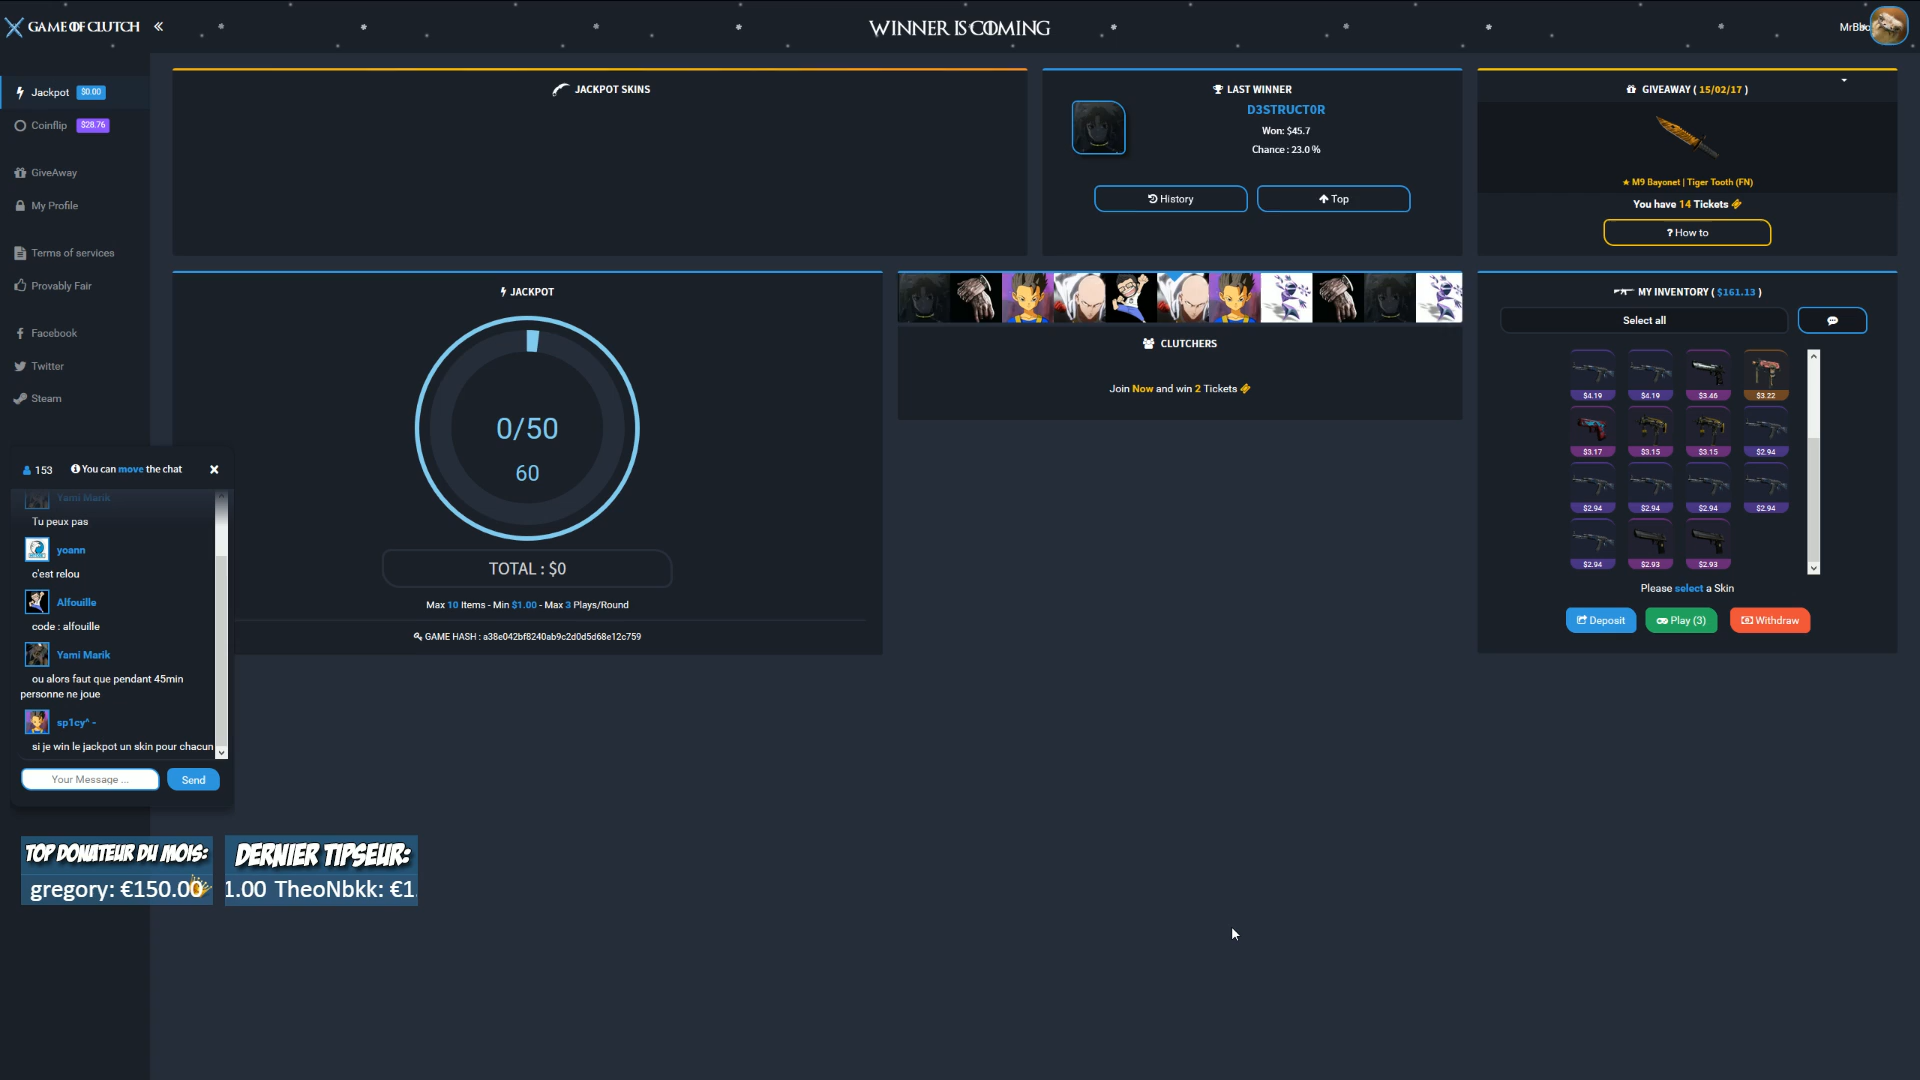 GAME OF CLUTCH
WINNER IS COMING
Jackpot $0.00
Coinflip $28.76
GiveAway
My Profile
Terms of services
Provably Fair
Facebook
Twitter
Steam
JACKPOT SKINS
LAST WINNER
D3STRUCT0R
Won: $45.7
Chance : 23.0 %
History
Top
GIVEAWAY ( 15/02/17 )
★ M9 Bayonet | Tiger Tooth (FN)
You have 14 Tickets
? How to
JACKPOT
0/50
60
TOTAL : $0
Max 10 Items - Min $1.00 - Max 3 Plays/Round
GAME HASH : a38e042bf8240ab9c2d0d5d68e12c759
CLUTCHERS
Join Now and win 2 Tickets
MY INVENTORY ( $161.13 )
Select all
$4.19 $4.19 $3.46 $3.22
$3.17 $3.15 $3.15 $2.94
$2.94 $2.94 $2.94 $2.94
$2.94 $2.93 $2.93
Please select a Skin
Deposit
Play (3)
Withdraw
153
You can move the chat
Yami Marik
Tu peux pas
yoann
c'est relou
Alfouille
code : alfouille
Yami Marik
ou alors faut que pendant 45min
personne ne joue
sp1cy^ -
si je win le jackpot un skin pour chacun
Your Message ...
Send
TOP DONATEUR DU MOIS:
gregory: €150.00
DERNIER TIPSEUR:
1.00 TheoNbkk: €1.